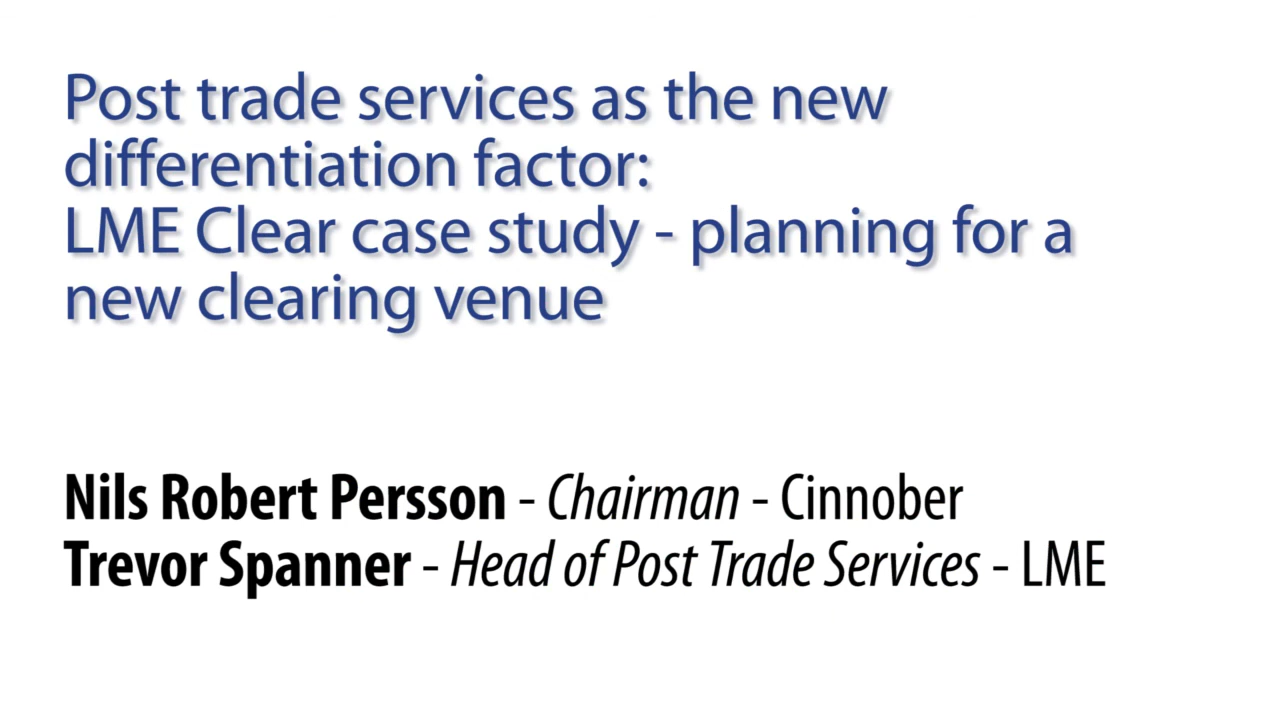 Post trade services as the new
differentiation factor:
LME Clear case study - planning for a
new clearing venue
Nils Robert Persson - Chairman - Cinnober
Trevor Spanner - Head of Post Trade Services - LME